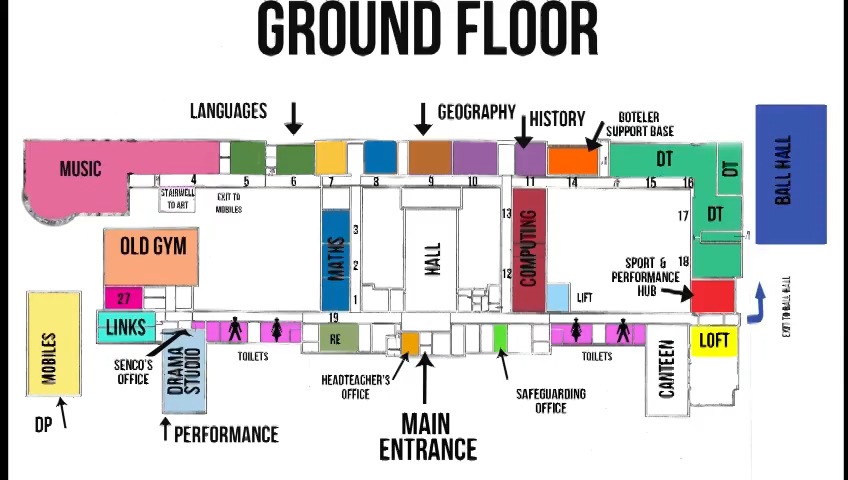 GROUND FLOOR
LANGUAGES
GEOGRAPHY
HISTORY
BOTELER
SUPPORT BASE
MUSIC
DT
DT
BALL HALL
4
5
6
7
8
9
10
11
14
15
16
STAIRWELL
TO ART
EXIT TO
MOBILES
OLD GYM
MATHS
3
2
1
HALL
13
12
COMPUTING
17
DT
18
SPORT &
PERFORMANCE
HUB
LIFT
EXIT TO BALL HALL
27
LINKS
19
RE
TOILETS
TOILETS
LOFT
CANTEEN
MOBILES
SENCO'S
OFFICE
DRAMA
STUDIO
HEADTEACHER'S
OFFICE
SAFEGUARDING
OFFICE
DP
PERFORMANCE
MAIN
ENTRANCE